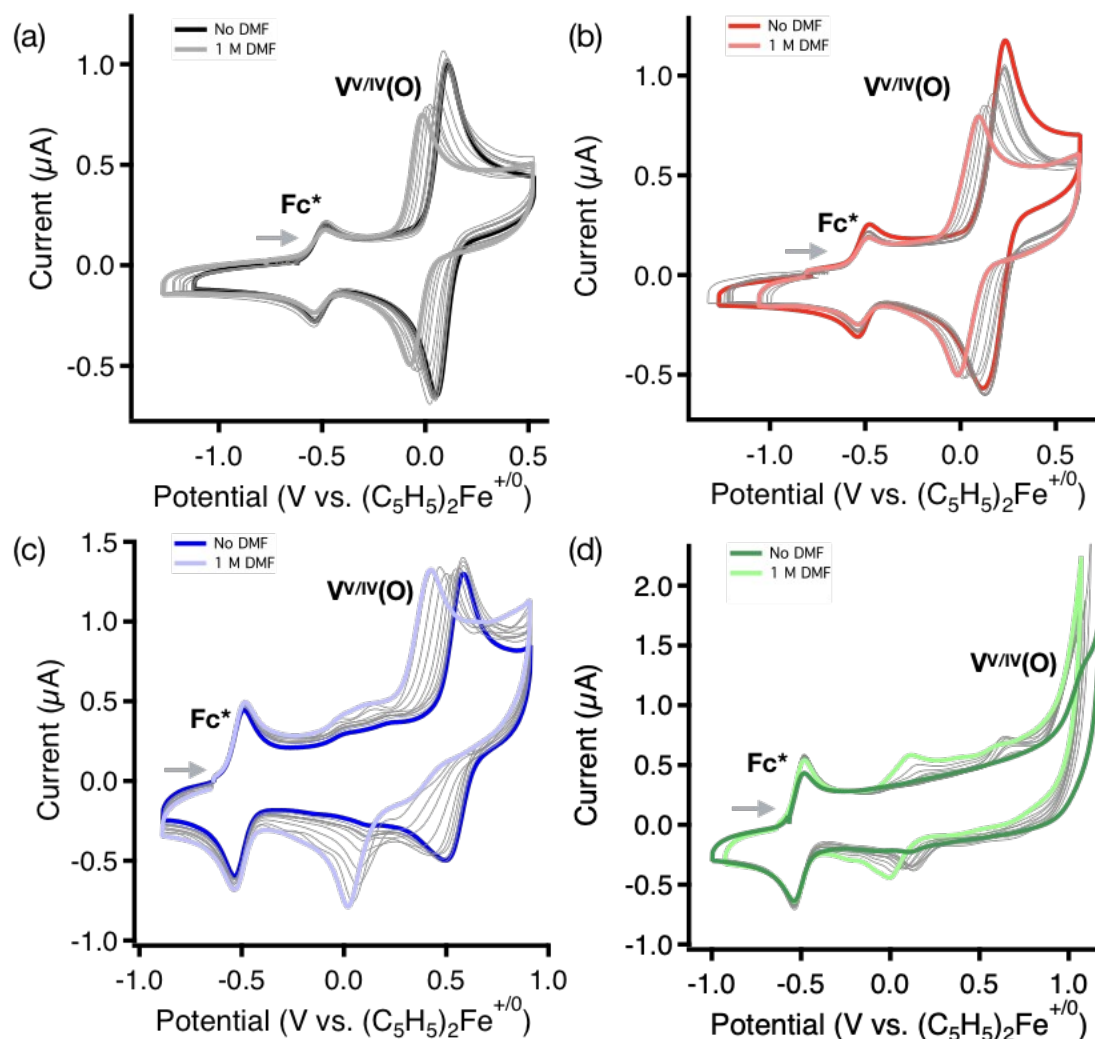 (a)
No DMF
1 M DMF
V^V/IV(O)
Fc*
Current (µA)
1.0
0.5
0.0
-0.5
-1.0
-0.5
0.0
0.5
Potential (V vs. (C₅H₅)₂Fe⁺/⁰)
(b)
No DMF
1 M DMF
V^V/IV(O)
Fc*
Current (µA)
1.0
0.5
0.0
-0.5
-1.0
-0.5
0.0
0.5
Potential (V vs. (C₅H₅)₂Fe⁺/⁰)
(c)
No DMF
1 M DMF
V^V/IV(O)
Fc*
Current (µA)
1.5
1.0
0.5
0.0
-0.5
-1.0
-1.0
-0.5
0.0
0.5
1.0
Potential (V vs. (C₅H₅)₂Fe⁺/⁰)
(d)
No DMF
1 M DMF
V^V/IV(O)
Fc*
Current (µA)
2.0
1.5
1.0
0.5
0.0
-0.5
-1.0
-1.0
-0.5
0.0
0.5
1.0
Potential (V vs. (C₅H₅)₂Fe⁺/⁰)